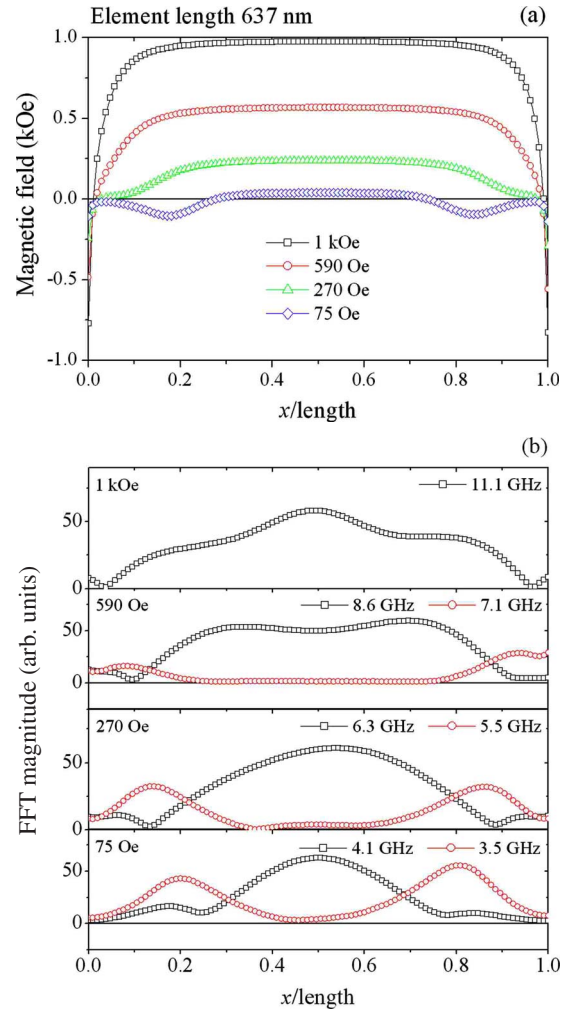 Element length 637 nm
(a)
1.0
0.5
0.0
-0.5
-1.0
Magnetic field (kOe)
1 kOe
590 Oe
270 Oe
75 Oe
0.0 0.2 0.4 0.6 0.8 1.0
x/length
(b)
1 kOe 11.1 GHz
50
0
590 Oe 8.6 GHz 7.1 GHz
50
0
270 Oe 6.3 GHz 5.5 GHz
50
0
75 Oe 4.1 GHz 3.5 GHz
50
0
FFT magnitude (arb. units)
0.0 0.2 0.4 0.6 0.8 1.0
x/length